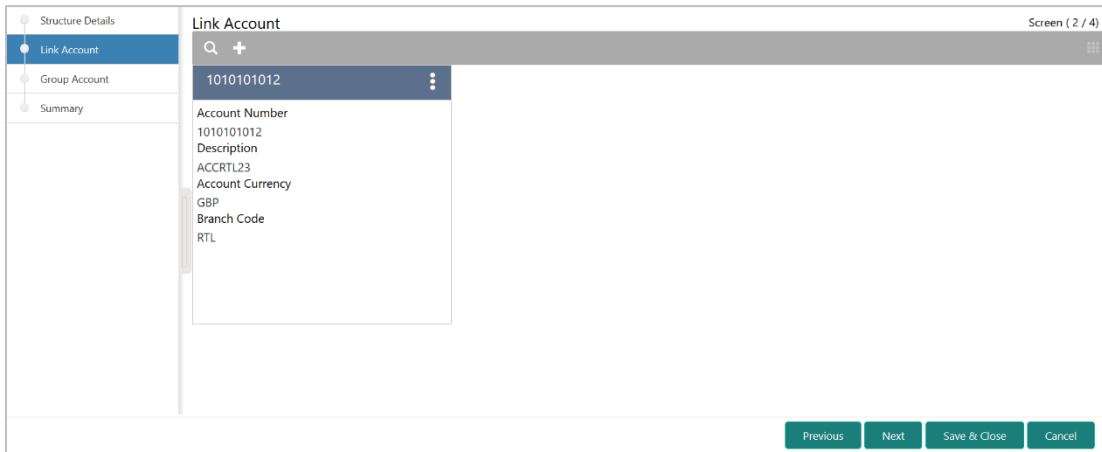 Structure Details
Link Account
Group Account
Summary
Link Account
Screen ( 2 / 4)
1010101012
Account Number
1010101012
Description
ACCRTL23
Account Currency
GBP
Branch Code
RTL
Previous
Next
Save & Close
Cancel